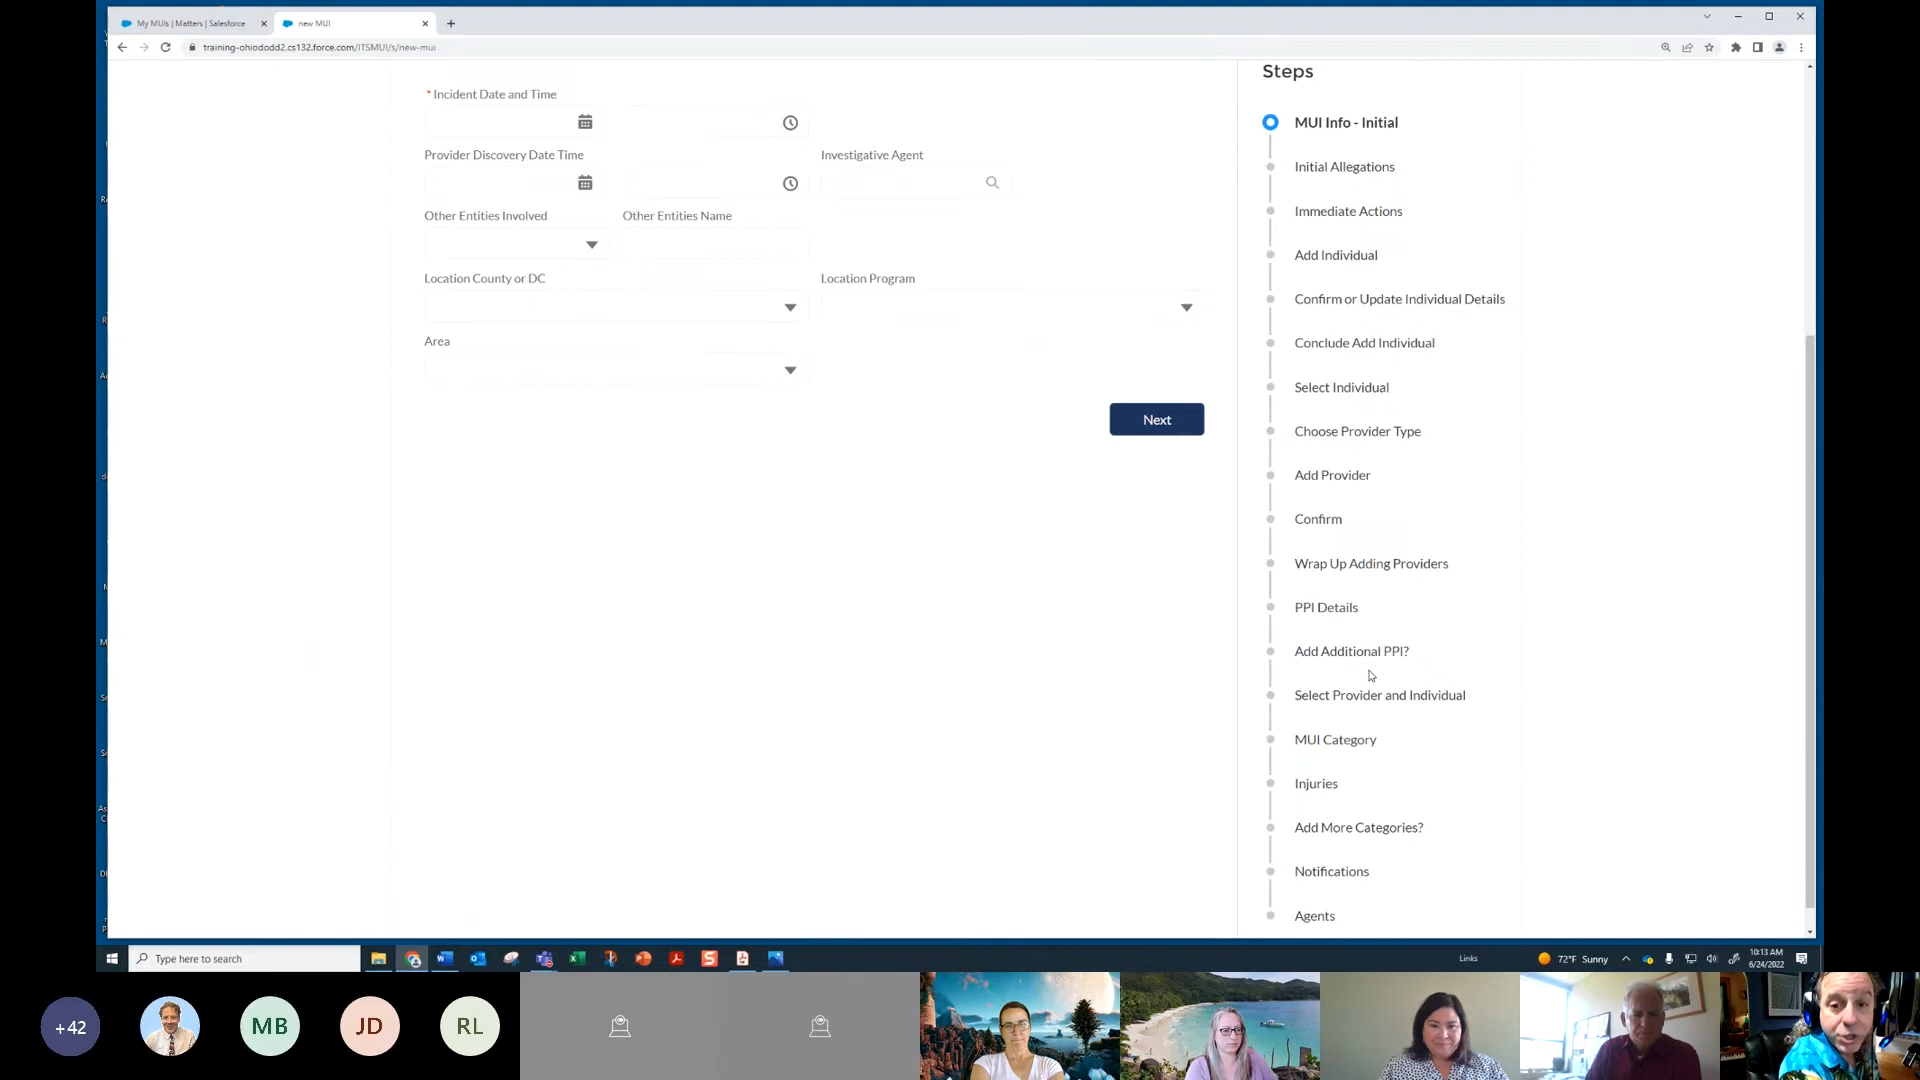 My MUIs | Matters | Salesforce
new MUI
training-ohiododd2.cs132.force.com/ITSMUI/s/new-mui
* Incident Date and Time
Provider Discovery Date Time
Investigative Agent
Other Entities Involved
Other Entities Name
Location County or DC
Location Program
Area
Next
Steps
MUI Info - Initial
Initial Allegations
Immediate Actions
Add Individual
Confirm or Update Individual Details
Conclude Add Individual
Select Individual
Choose Provider Type
Add Provider
Confirm
Wrap Up Adding Providers
PPI Details
Add Additional PPI?
Select Provider and Individual
MUI Category
Injuries
Add More Categories?
Notifications
Agents
Type here to search
Links
72°F Sunny
10:13 AM
6/24/2022
+42
MB
JD
RL